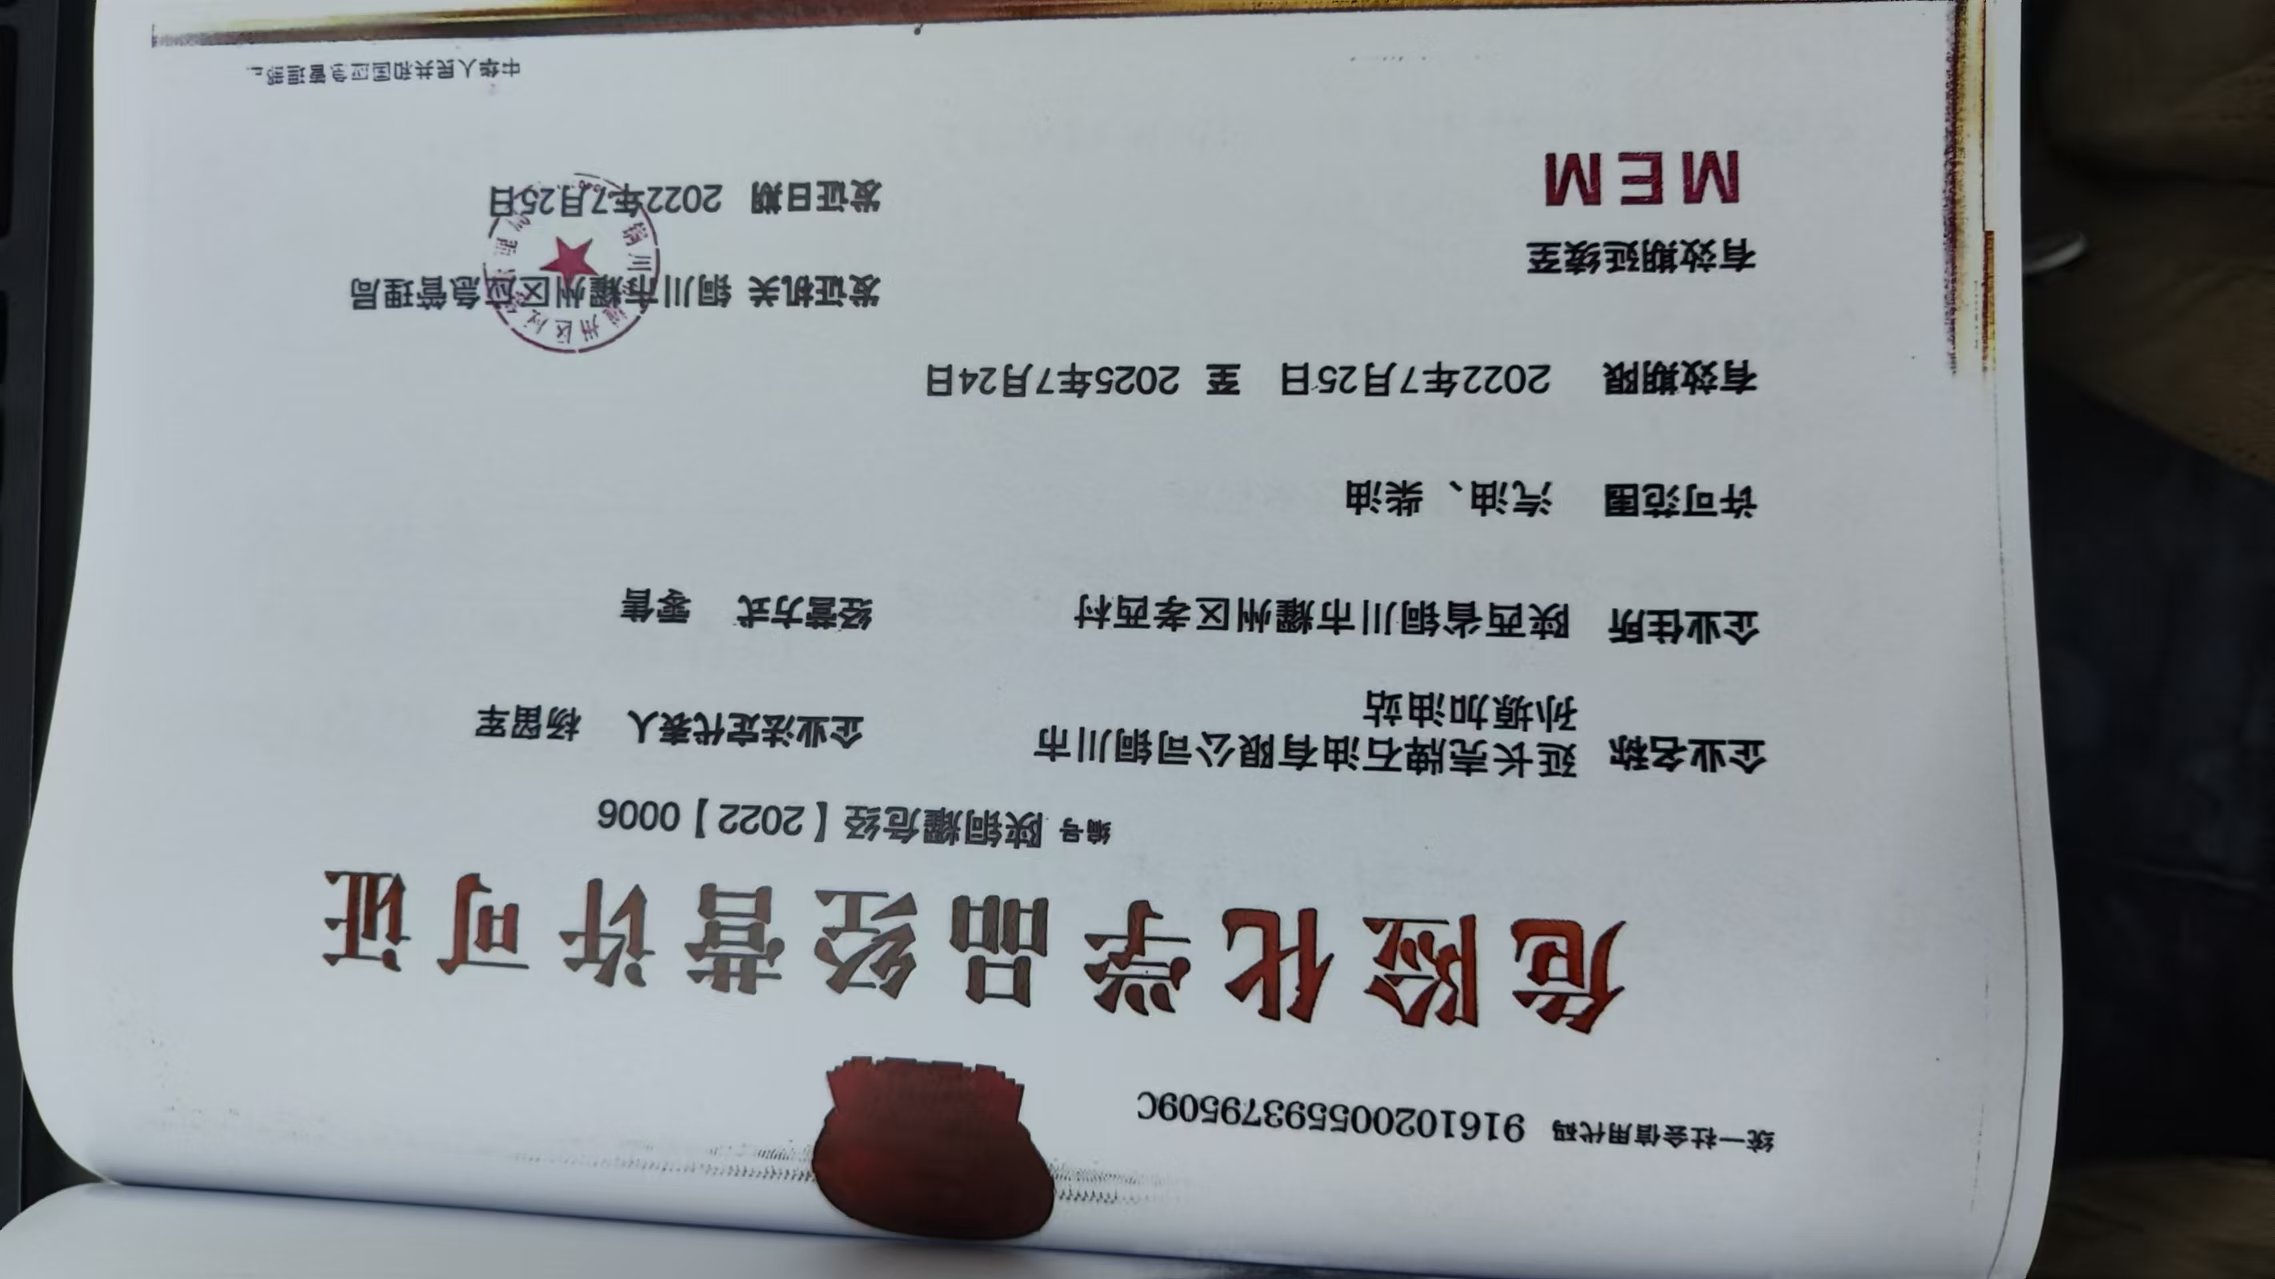 统一社会信用代码 91610200559379509C
危险化学品经营许可证
编号 陕铜耀危经【2022】0006
企业名称 延长壳牌石油有限公司铜川市孙塬加油站
企业法定代表人 杨留军
企业住所 陕西省铜川市耀州区孝西村
经营方式 零售
许可范围 汽油、柴油
有效期限 2022年7月25日 至 2025年7月24日
发证机关 铜川市耀州区应急管理局
有效期延续至
发证日期 2022年7月25日
MEM
中华人民共和国应急管理部